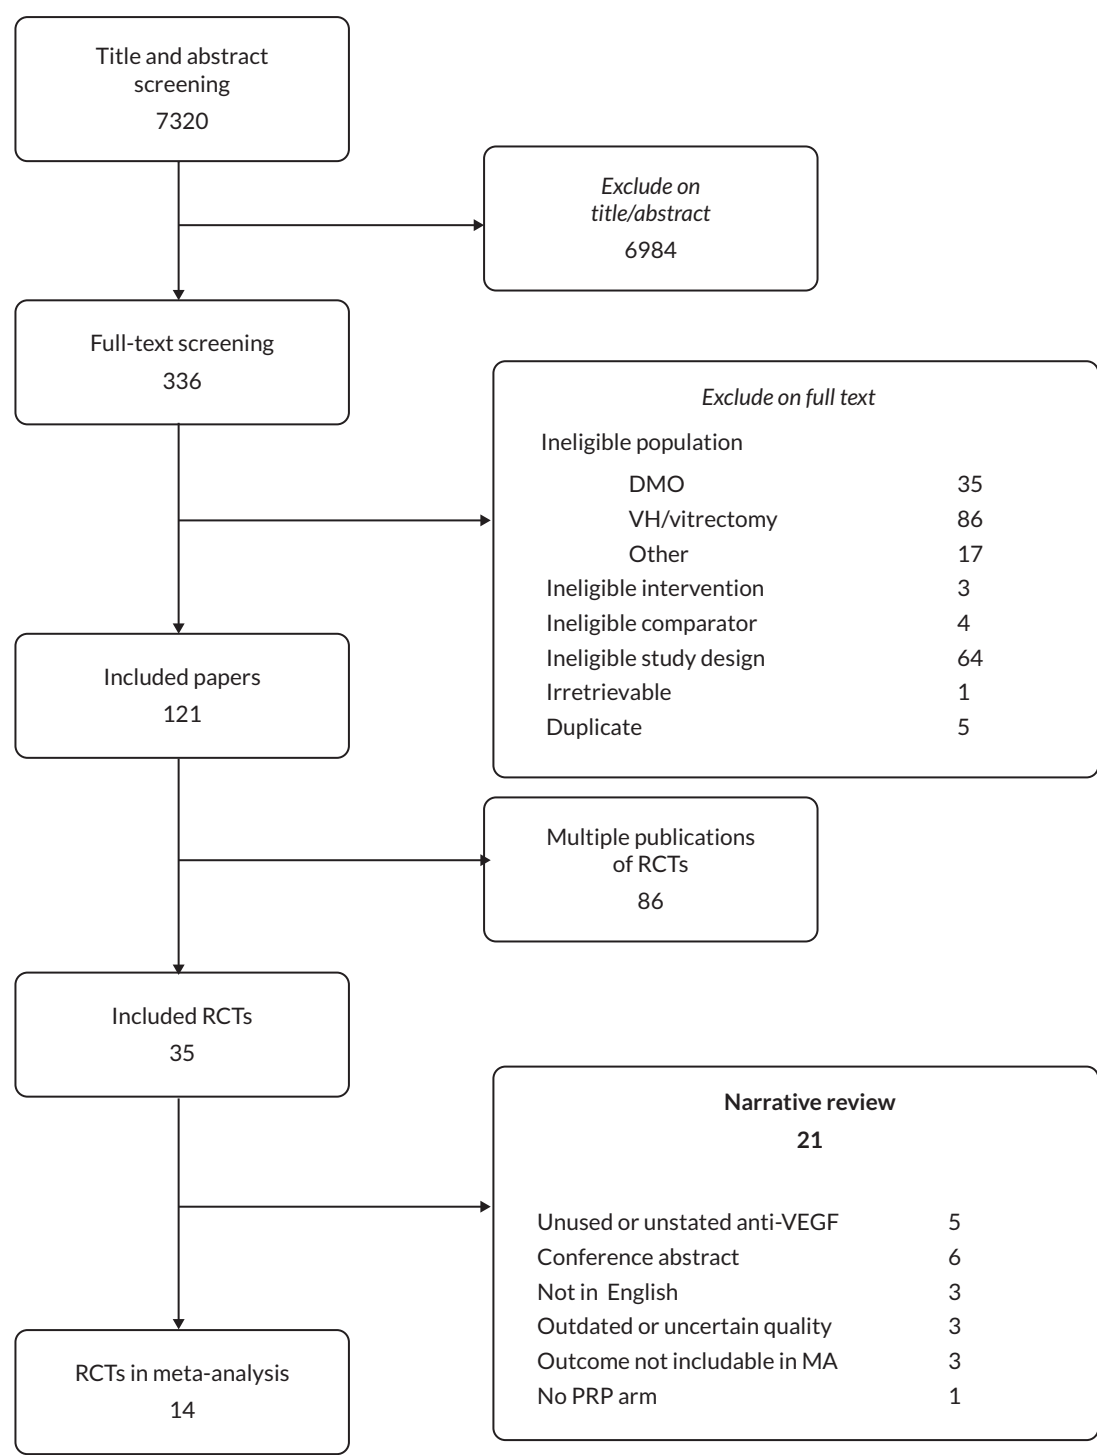 Title and abstract
screening
7320
Exclude on
title/abstract
6984
Full-text screening
336
Exclude on full text
Ineligible population
DMO 35
VH/vitrectomy 86
Other 17
Ineligible intervention 3
Ineligible comparator 4
Ineligible study design 64
Irretrievable 1
Duplicate 5
Included papers
121
Multiple publications
of RCTs
86
Included RCTs
35
Narrative review
21
Unused or unstated anti-VEGF 5
Conference abstract 6
Not in English 3
Outdated or uncertain quality 3
Outcome not includable in MA 3
No PRP arm 1
RCTs in meta-analysis
14